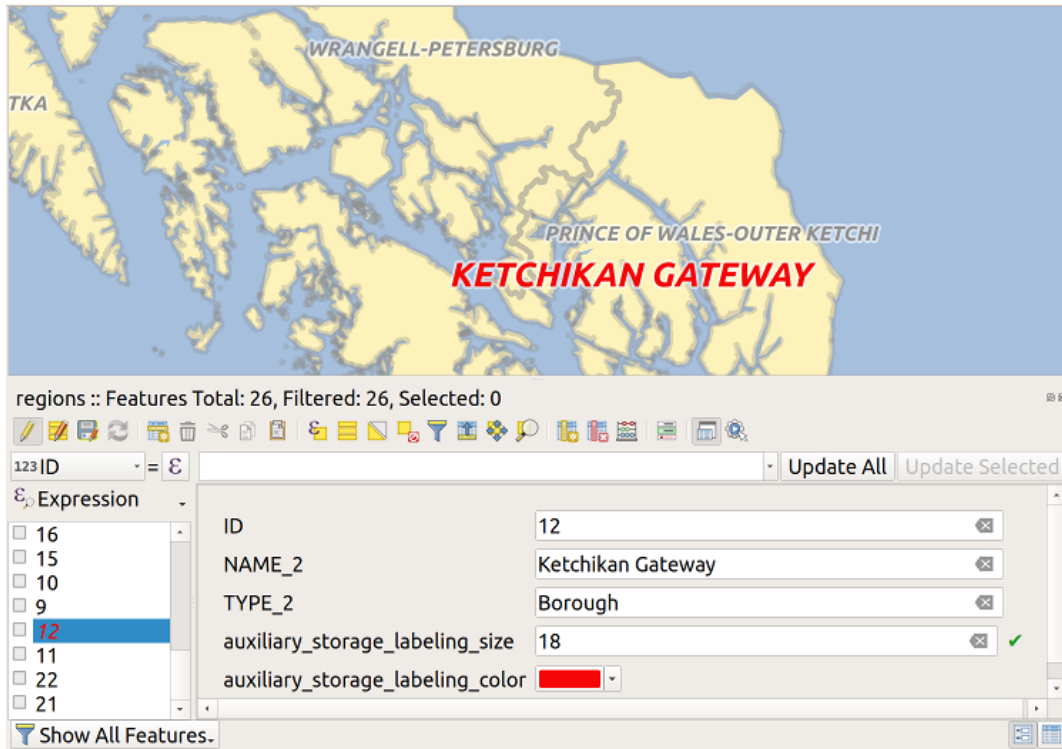 WRANGELL-PETERSBURG
TKA
PRINCE OF WALES-OUTER KETCHI
KETCHIKAN GATEWAY
regions :: Features Total: 26, Filtered: 26, Selected: 0
123 ID = ε Update All Update Selected
Expression
16
15
10
9
12
11
22
21
ID 12
NAME_2 Ketchikan Gateway
TYPE_2 Borough
auxiliary_storage_labeling_size 18
auxiliary_storage_labeling_color
Show All Features